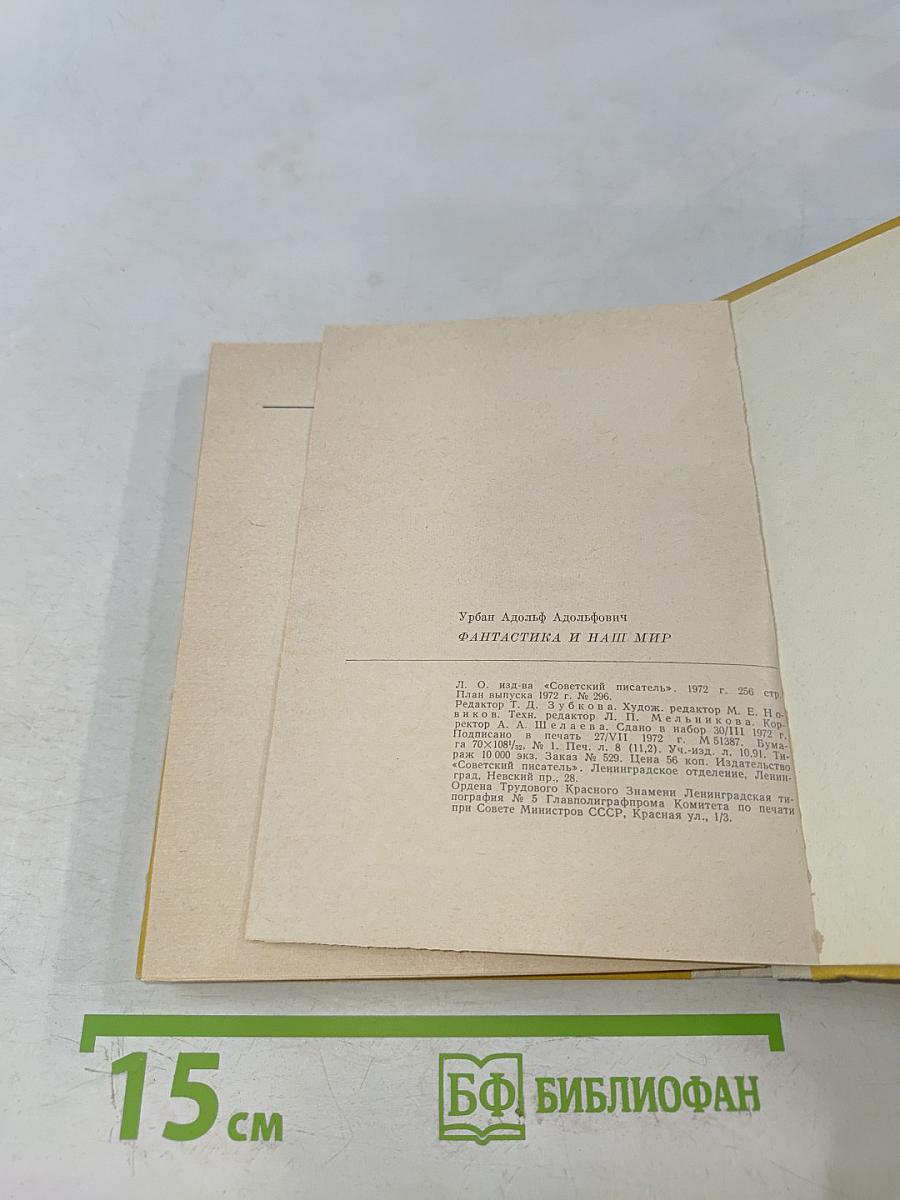 Урбан Адольф Адольфович
ФАНТАСТИКА И НАШ МИР
Л. О. изд-ва «Советский писатель». 1972 г. 256 стр.
План выпуска 1972 г. № 296.
Редактор Т. Д. Зубкова. Худож. редактор М. Е. Но-
виков. Техн. редактор Л. П. Мельникова. Кор-
ректор А. А. Шелаева. Сдано в набор 30/III 1972 г.
Подписано в печать 27/VII 1972 г. М 51387. Бума-
га 70×108¹/₃₂, № 1. Печ. л. 8 (11,2). Уч.-изд. л. 10,91. Ти-
раж 10 000 экз. Заказ № 529. Цена 56 коп. Издательство
«Советский писатель». Ленинградское отделение, Ленин-
град, Невский пр., 28.
Ордена Трудового Красного Знамени Ленинградская ти-
пография № 5 Главполиграфпрома Комитета по печати
при Совете Министров СССР, Красная ул., 1/3.
15 см
БФ БИБЛИОФАН